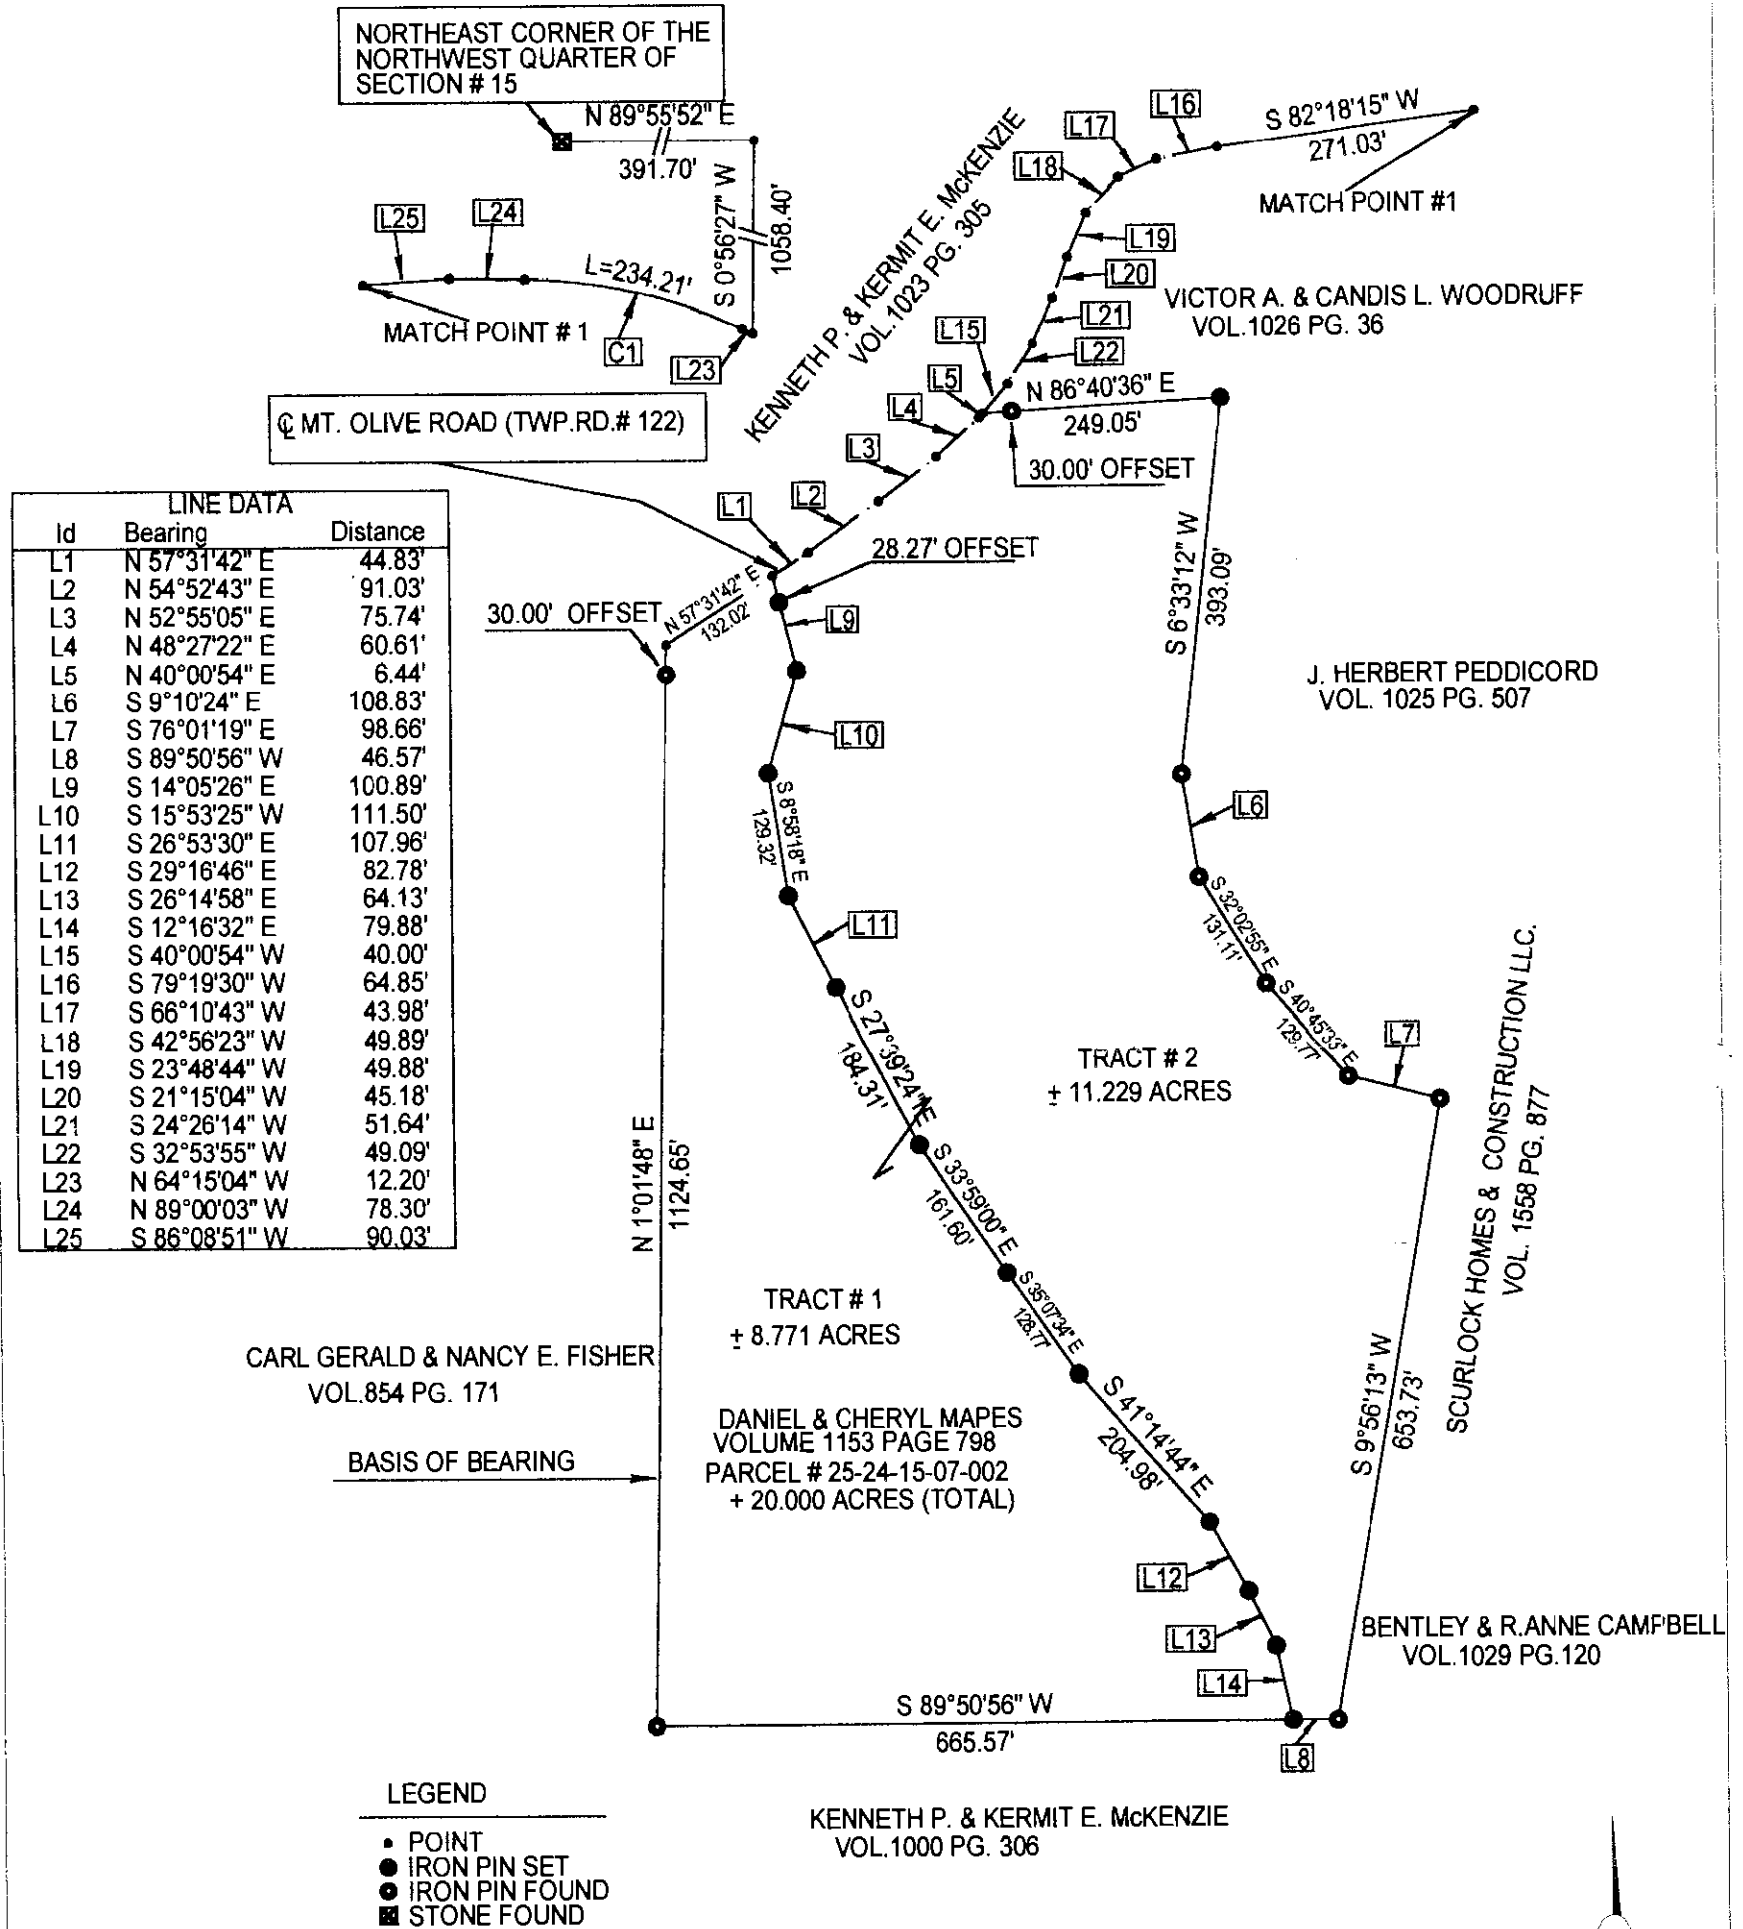 NORTHEAST CORNER OF THE
NORTHWEST QUARTER OF
SECTION # 15
N 89°55'52" E
391.70'
S 0°56'27" W
1058.40'
L25
L24
L=234.21'
MATCH POINT # 1
C1
L23
L16
L17
L18
S 82°18'15" W
271.03'
MATCH POINT #1
L19
L20
L21
L22
L15
KENNETH P. & KERMIT E. McKENZIE
VOL.1023 PG. 305
VICTOR A. & CANDIS L. WOODRUFF
VOL.1026 PG. 36
L5
L4
L3
L2
L1
N 86°40'36" E
249.05'
30.00' OFFSET
℄ MT. OLIVE ROAD (TWP.RD.# 122)
28.27' OFFSET
30.00' OFFSET
N 57°31'42" E
132.02'
LINE DATA
Id Bearing Distance
L1 N 57°31'42" E 44.83'
L2 N 54°52'43" E 91.03'
L3 N 52°55'05" E 75.74'
L4 N 48°27'22" E 60.61'
L5 N 40°00'54" E 6.44'
L6 S 9°10'24" E 108.83'
L7 S 76°01'19" E 98.66'
L8 S 89°50'56" W 46.57'
L9 S 14°05'26" E 100.89'
L10 S 15°53'25" W 111.50'
L11 S 26°53'30" E 107.96'
L12 S 29°16'46" E 82.78'
L13 S 26°14'58" E 64.13'
L14 S 12°16'32" E 79.88'
L15 S 40°00'54" W 40.00'
L16 S 79°19'30" W 64.85'
L17 S 66°10'43" W 43.98'
L18 S 42°56'23" W 49.89'
L19 S 23°48'44" W 49.88'
L20 S 21°15'04" W 45.18'
L21 S 24°26'14" W 51.64'
L22 S 32°53'55" W 49.09'
L23 N 64°15'04" W 12.20'
L24 N 89°00'03" W 78.30'
L25 S 86°08'51" W 90.03'
L9
L10
S 8°58'18" E
129.32'
L11
S 27°39'24" E
184.31'
S 33°59'00" E
161.60'
S 35°07'34" E
128.77'
S 41°14'44" E
204.98'
L12
L13
L14
L8
S 6°33'12" W
393.09'
J. HERBERT PEDDICORD
VOL. 1025 PG. 507
L6
S 32°02'55" E
131.11'
S 40°45'33" E
129.77'
L7
TRACT # 2
± 11.229 ACRES
SCURLOCK HOMES & CONSTRUCTION LLC.
VOL. 1558 PG. 877
S 9°56'13" W
653.73'
N 1°01'48" E
1124.65'
TRACT # 1
± 8.771 ACRES
CARL GERALD & NANCY E. FISHER
VOL.854 PG. 171
DANIEL & CHERYL MAPES
VOLUME 1153 PAGE 798
PARCEL # 25-24-15-07-002
+ 20.000 ACRES (TOTAL)
BASIS OF BEARING
BENTLEY & R.ANNE CAMPBELL
VOL.1029 PG.120
S 89°50'56" W
665.57'
KENNETH P. & KERMIT E. McKENZIE
VOL.1000 PG. 306
LEGEND
POINT
IRON PIN SET
IRON PIN FOUND
STONE FOUND